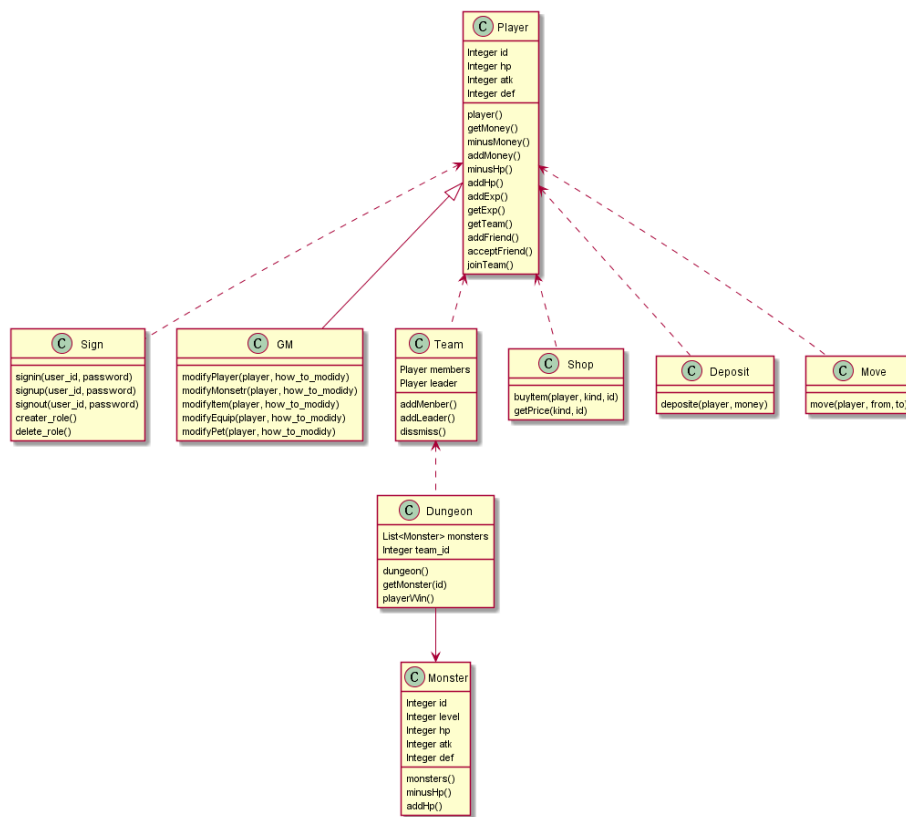 C Player
Integer id
Integer hp
Integer atk
Integer def
player()
getMoney()
minusMoney()
addMoney()
minusHp()
addHp()
addExp()
getExp()
getTeam()
addFriend()
acceptFriend()
joinTeam()
C Sign
signin(user_id, password)
signup(user_id, password)
signout(user_id, password)
creater_role()
delete_role()
C GM
modifyPlayer(player, how_to_modidy)
modifyMonsetr(player, how_to_modidy)
modifyItem(player, how_to_modidy)
modifyEquip(player, how_to_modidy)
modifyPet(player, how_to_modidy)
C Team
Player members
Player leader
addMenber()
addLeader()
dissmiss()
C Shop
buyItem(player, kind, id)
getPrice(kind, id)
C Deposit
deposite(player, money)
C Move
move(player, from, to)
C Dungeon
List<Monster> monsters
Integer team_id
dungeon()
getMonster(id)
playerWin()
C Monster
Integer id
Integer level
Integer hp
Integer atk
Integer def
monsters()
minusHp()
addHp()